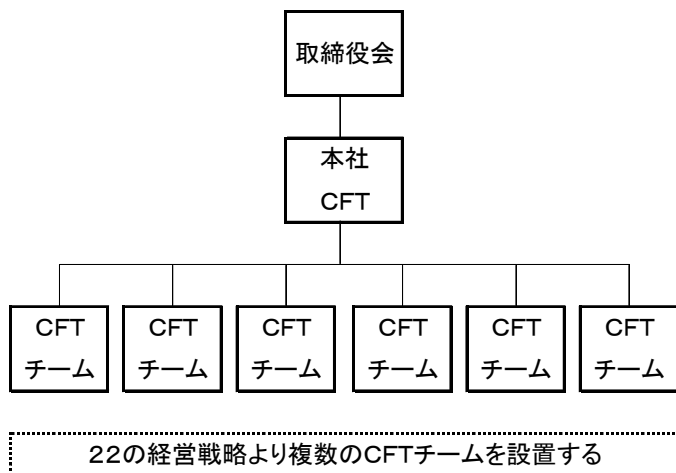 取締役会
本社
CFT
CFT CFT CFT CFT CFT CFT
チーム チーム チーム チーム チーム チーム
22の経営戦略より複数のCFTチームを設置する